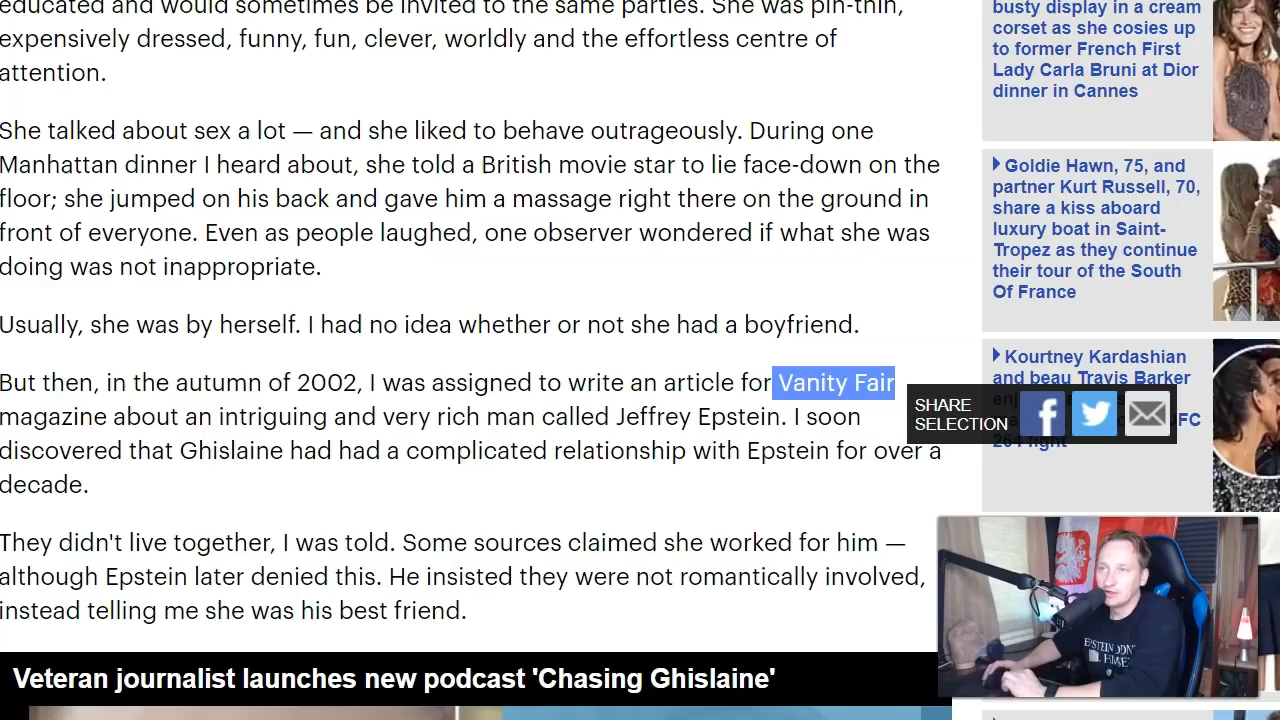 educated and would sometimes be invited to the same parties. She was pin-thin,
expensively dressed, funny, fun, clever, worldly and the effortless centre of
attention.
She talked about sex a lot — and she liked to behave outrageously. During one
Manhattan dinner I heard about, she told a British movie star to lie face-down on the
floor; she jumped on his back and gave him a massage right there on the ground in
front of everyone. Even as people laughed, one observer wondered if what she was
doing was not inappropriate.
Usually, she was by herself. I had no idea whether or not she had a boyfriend.
But then, in the autumn of 2002, I was assigned to write an article for Vanity Fair
magazine about an intriguing and very rich man called Jeffrey Epstein. I soon
discovered that Ghislaine had had a complicated relationship with Epstein for over a
decade.
They didn't live together, I was told. Some sources claimed she worked for him —
although Epstein later denied this. He insisted they were not romantically involved,
instead telling me she was his best friend.
Veteran journalist launches new podcast 'Chasing Ghislaine'
busty display in a cream
corset as she cosies up
to former French First
Lady Carla Bruni at Dior
dinner in Cannes
Goldie Hawn, 75, and
partner Kurt Russell, 70,
share a kiss aboard
luxury boat in Saint-
Tropez as they continue
their tour of the South
Of France
Kourtney Kardashian
and beau Travis Barker
FC
264 fight
SHARE
SELECTION
EPSTEIN DIDN'T
HIMSELF